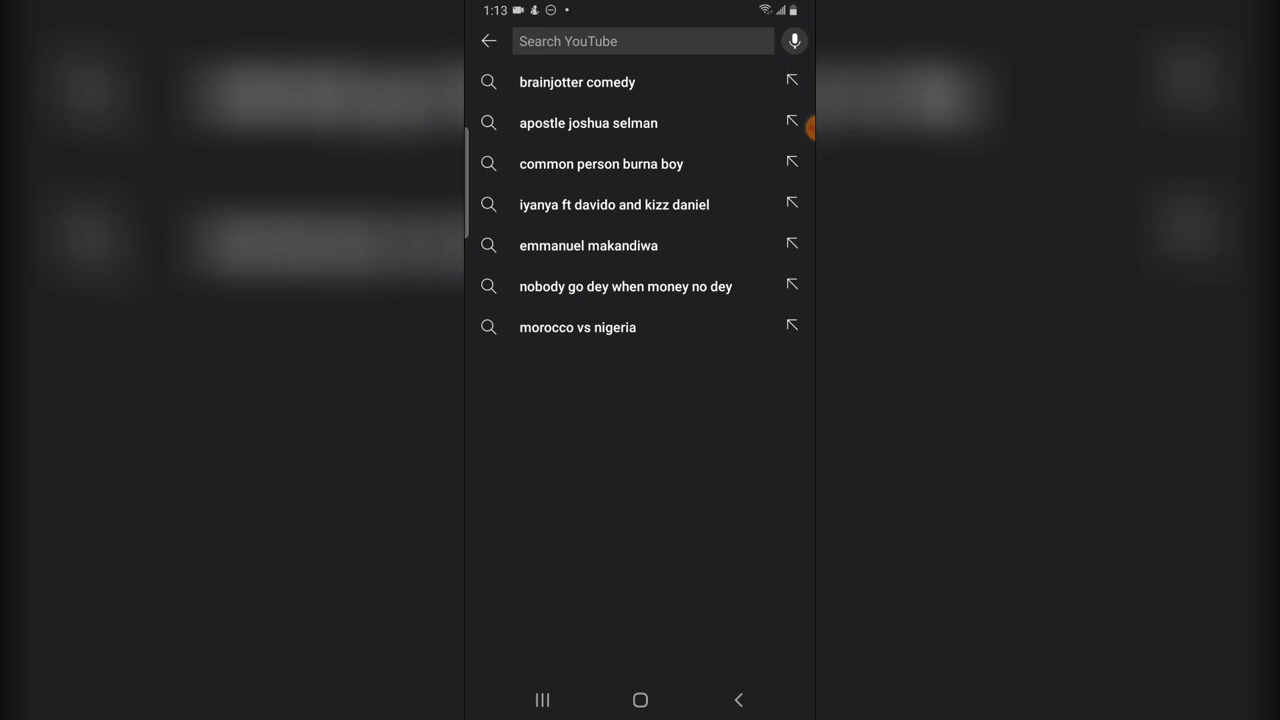 1:13
Search YouTube
brainjotter comedy
apostle joshua selman
common person burna boy
iyanya ft davido and kizz daniel
emmanuel makandiwa
nobody go dey when money no dey
morocco vs nigeria